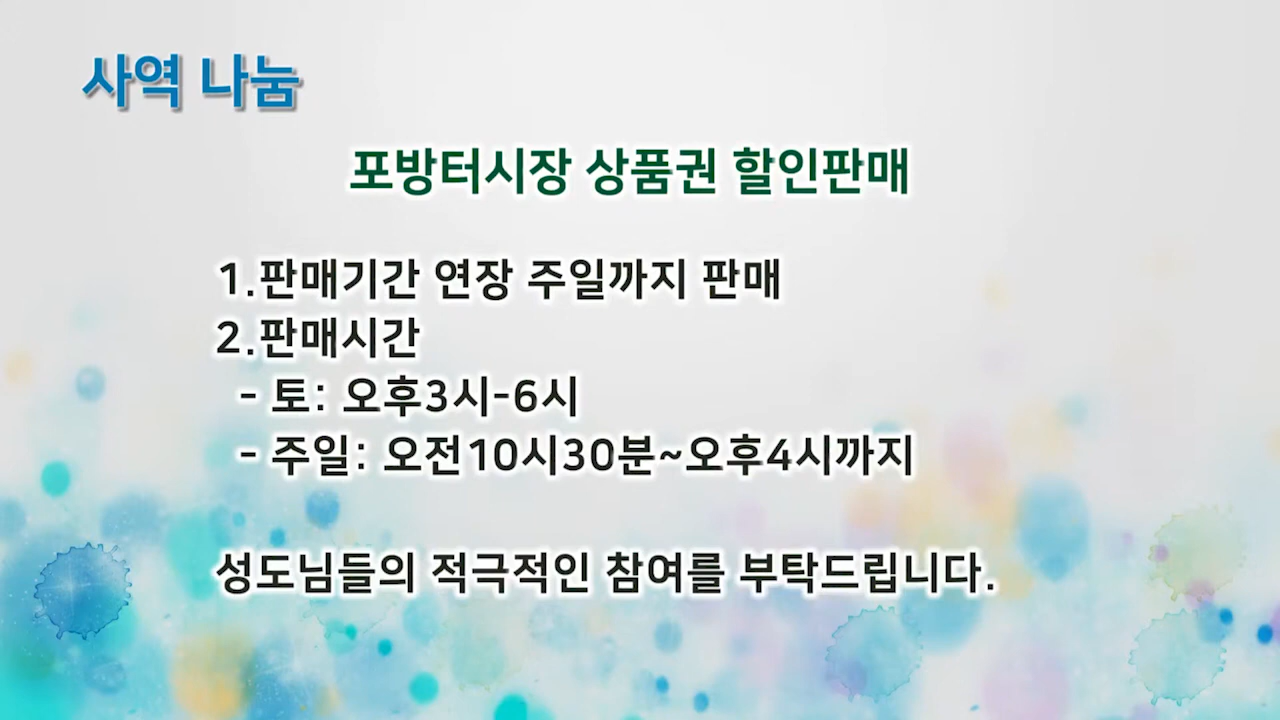 사역 나눔
포방터시장 상품권 할인판매
1.판매기간 연장 주일까지 판매
2.판매시간
- 토: 오후3시-6시
- 주일: 오전10시30분~오후4시까지
성도님들의 적극적인 참여를 부탁드립니다.